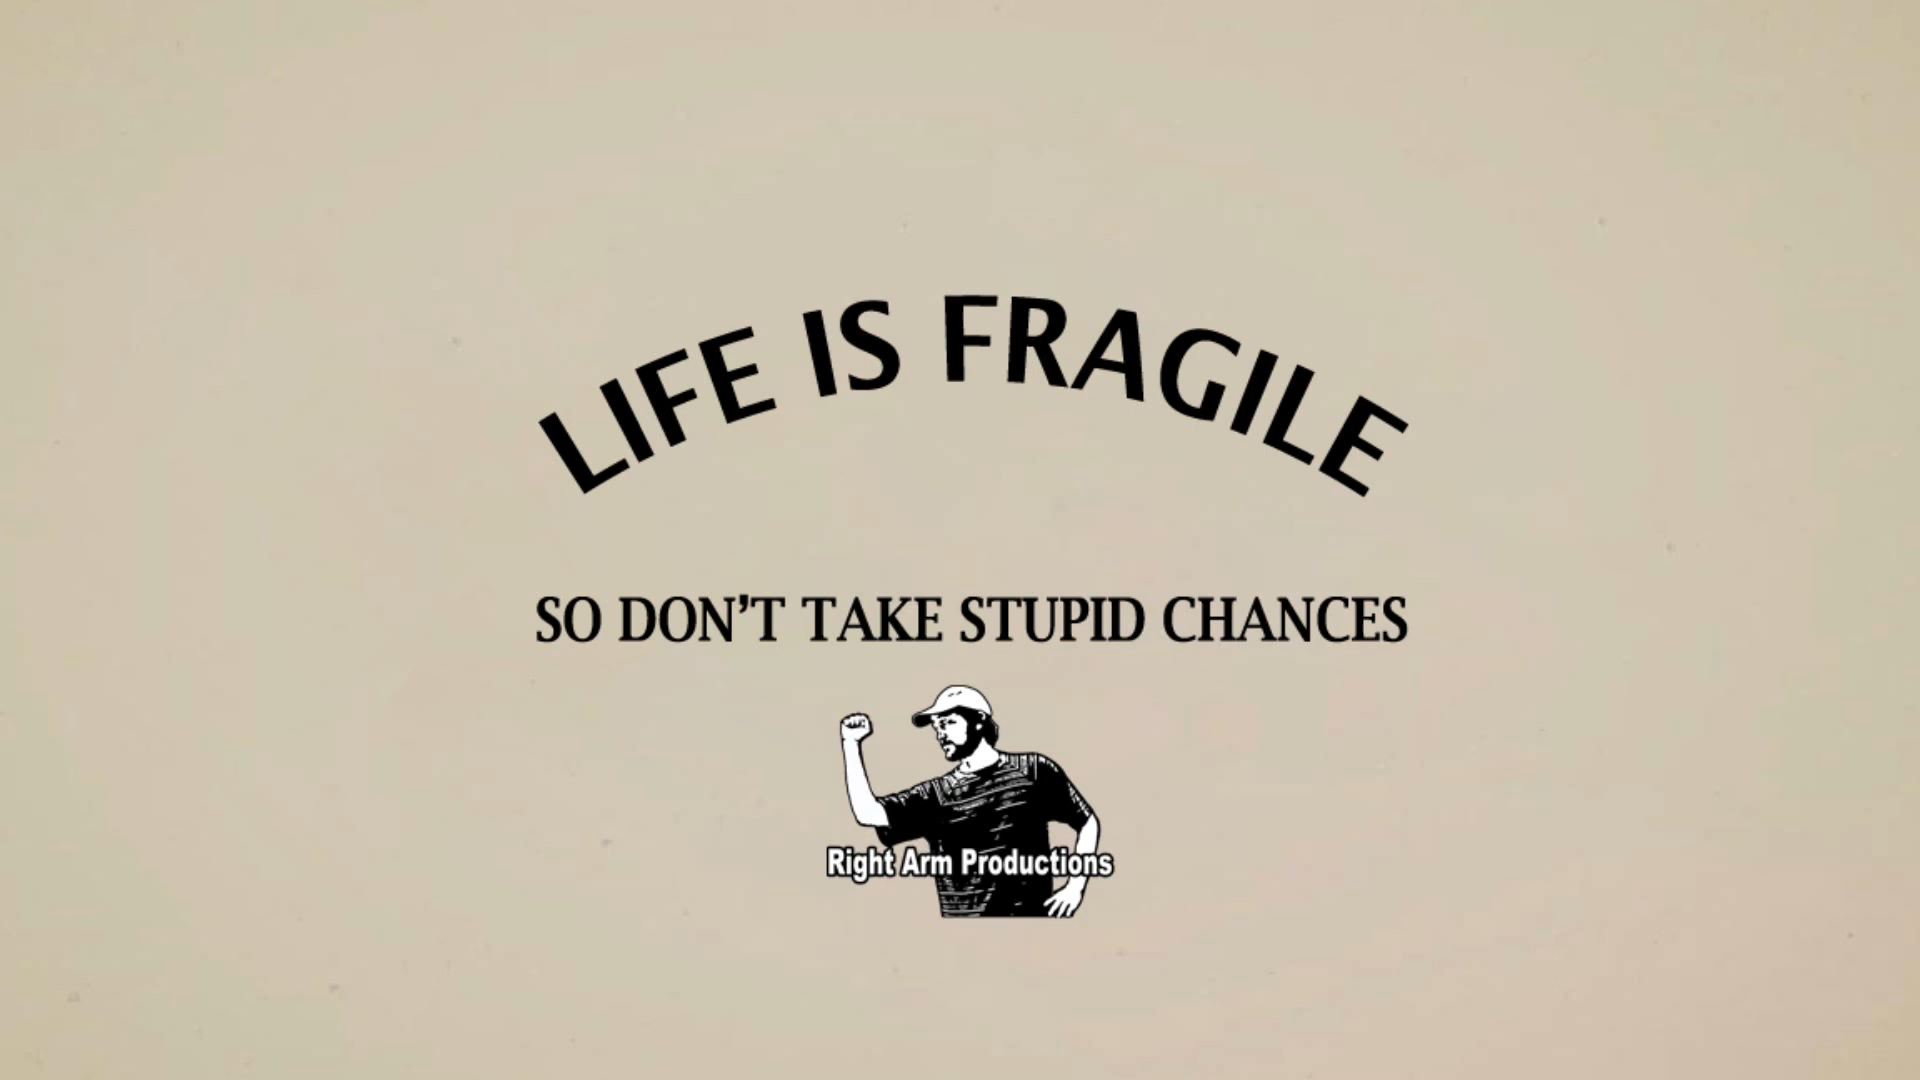 LIFE IS FRAGILE
SO DON'T TAKE STUPID CHANCES
Right Arm Productions